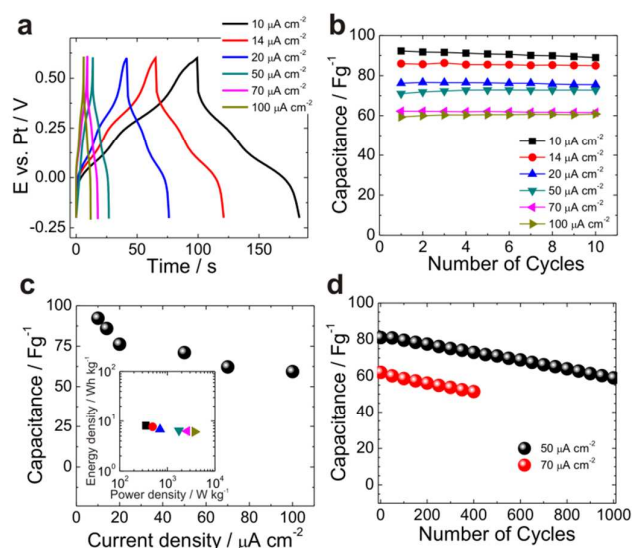 a
10 μA cm⁻²
14 μA cm⁻²
20 μA cm⁻²
50 μA cm⁻²
70 μA cm⁻²
100 μA cm⁻²
E vs. Pt / V
0.50
0.25
0.00
-0.25
0 50 100 150
Time / s
b
Capacitance / Fg⁻¹
100
80
60
40
20
0
10 μA cm⁻²
14 μA cm⁻²
20 μA cm⁻²
50 μA cm⁻²
70 μA cm⁻²
100 μA cm⁻²
0 2 4 6 8 10
Number of Cycles
c
Capacitance / Fg⁻¹
100
75
50
25
0
Energy density / Wh kg⁻¹
10²
10¹
10⁰
10² 10³ 10⁴
Power density / W kg⁻¹
0 20 40 60 80 100
Current density / μA cm⁻²
d
Capacitance / Fg⁻¹
100
80
60
40
20
0
50 μA cm⁻²
70 μA cm⁻²
0 200 400 600 800 1000
Number of Cycles